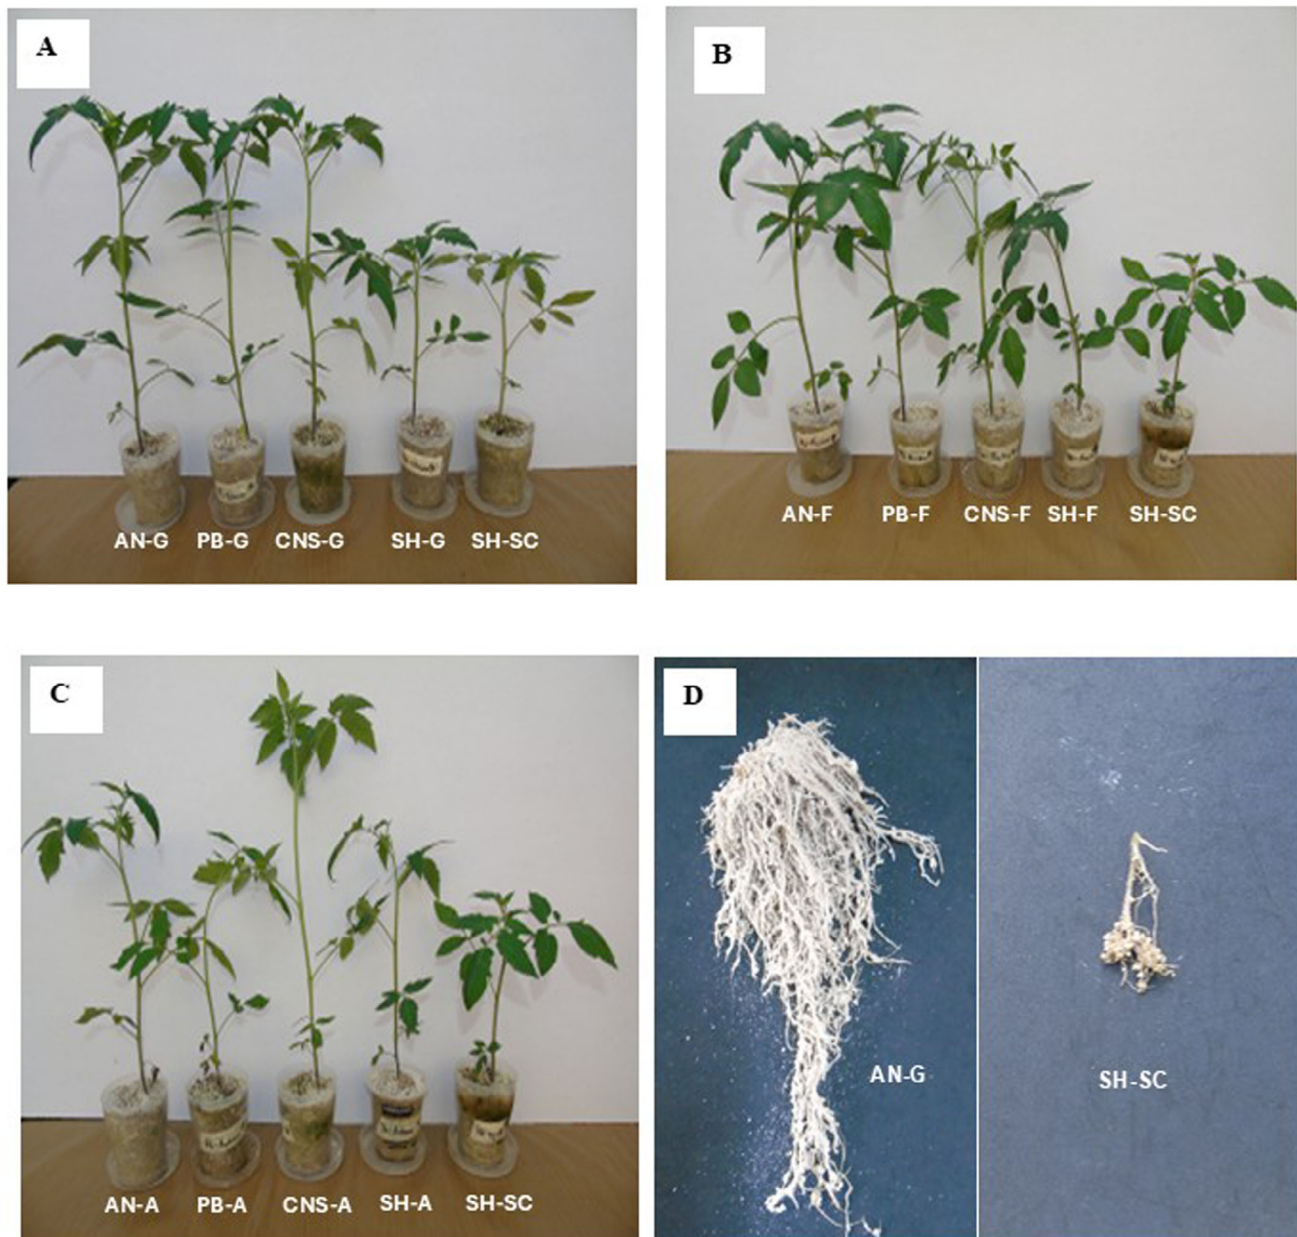 A
AN-G PB-G CNS-G SH-G SH-SC
B
AN-F PB-F CNS-F SH-F SH-SC
C
AN-A PB-A CNS-A SH-A SH-SC
D
AN-G
SH-SC